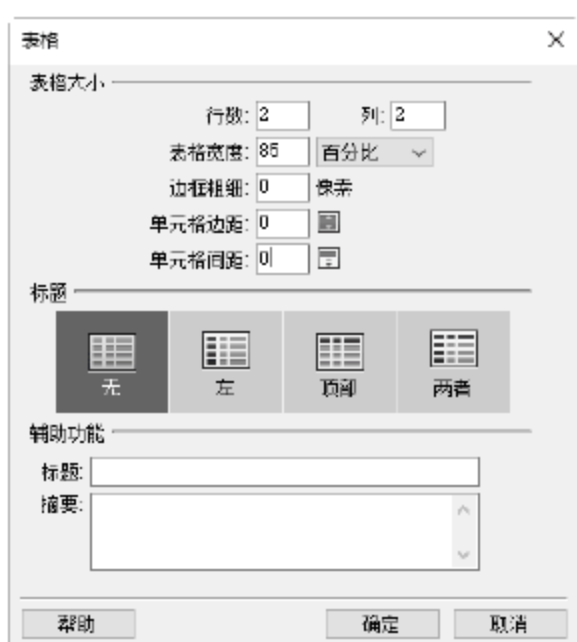 表格
表格大小
行数: 2 列: 2
表格宽度: 85 百分比
边框粗细: 0 像素
单元格边距: 0
单元格间距: 0
标题
无 左 顶部 两者
辅助功能
标题:
摘要:
帮助 确定 取消